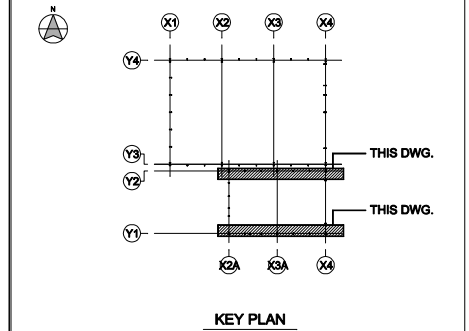 N
X1 X2 X3 X4
Y4
Y3
THIS DWG.
Y2
THIS DWG.
Y1
X2A X3A X4
KEY PLAN